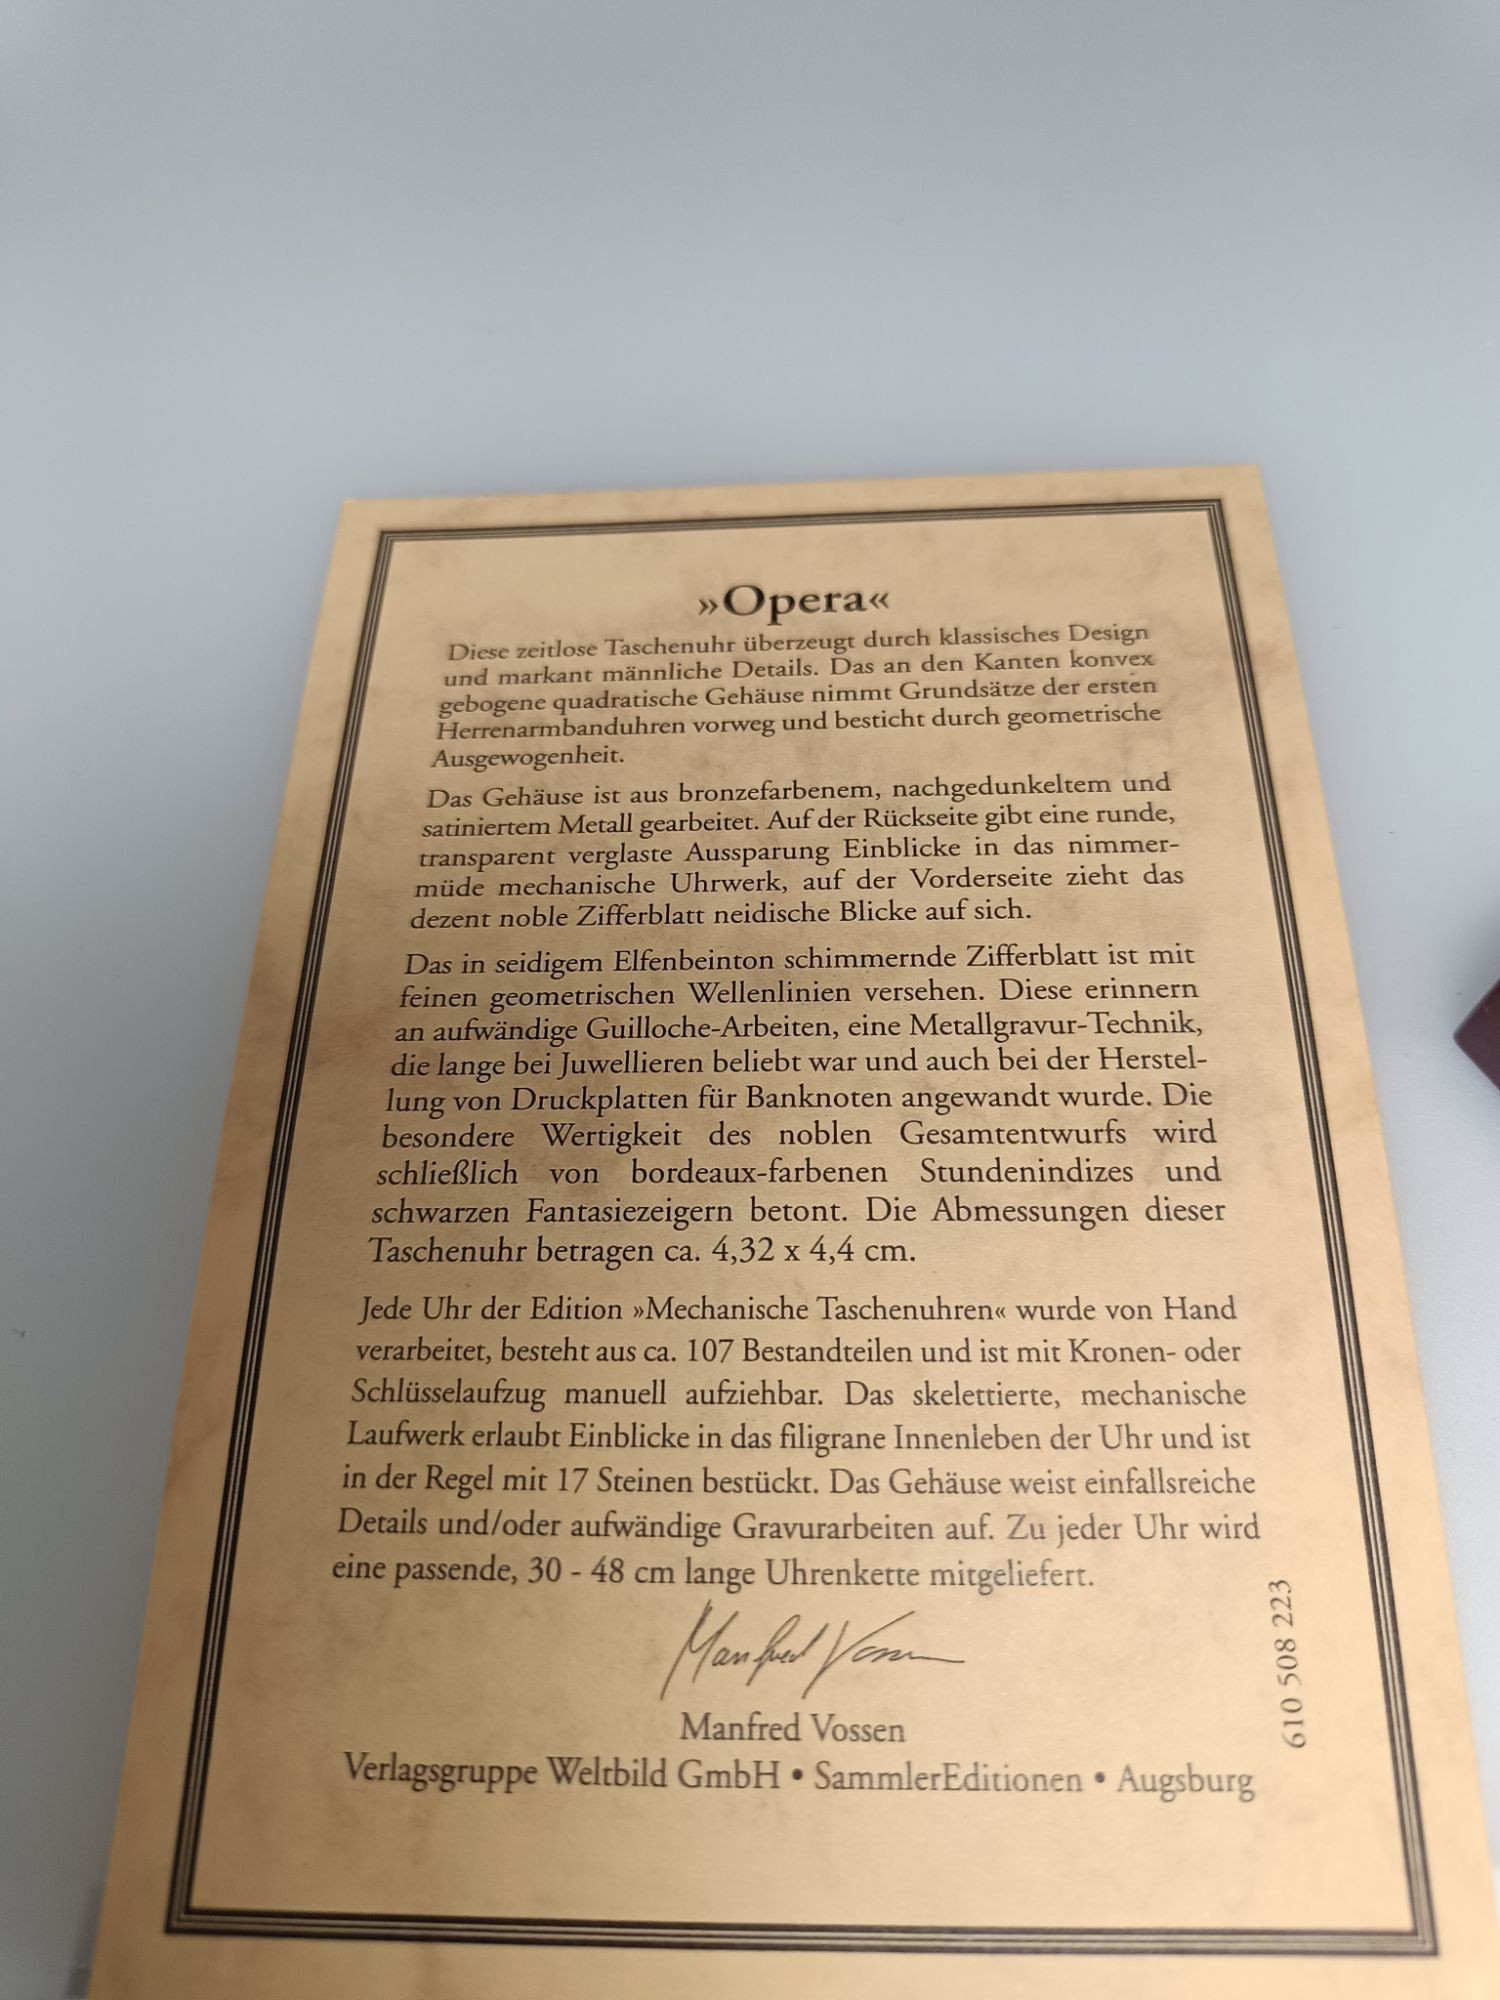 »Opera«
Diese zeitlose Taschenuhr überzeugt durch klassisches Design
und markant männliche Details. Das an den Kanten konvex
gebogene quadratische Gehäuse nimmt Grundsätze der ersten
Herrenarmbanduhren vorweg und besticht durch geometrische
Ausgewogenheit.
Das Gehäuse ist aus bronzefarbenem, nachgedunkeltem und
satiniertem Metall gearbeitet. Auf der Rückseite gibt eine runde,
transparent verglaste Aussparung Einblicke in das nimmer-
müde mechanische Uhrwerk, auf der Vorderseite zieht das
dezent noble Zifferblatt neidische Blicke auf sich.
Das in seidigem Elfenbeinton schimmernde Zifferblatt ist mit
feinen geometrischen Wellenlinien versehen. Diese erinnern
an aufwändige Guilloche-Arbeiten, eine Metallgravur-Technik,
die lange bei Juwellieren beliebt war und auch bei der Herstel-
lung von Druckplatten für Banknoten angewandt wurde. Die
besondere Wertigkeit des noblen Gesamtentwurfs wird
schließlich von bordeaux-farbenen Stundenindizes und
schwarzen Fantasiezeigern betont. Die Abmessungen dieser
Taschenuhr betragen ca. 4,32 x 4,4 cm.
Jede Uhr der Edition »Mechanische Taschenuhren« wurde von Hand
verarbeitet, besteht aus ca. 107 Bestandteilen und ist mit Kronen- oder
Schlüsselaufzug manuell aufziehbar. Das skelettierte, mechanische
Laufwerk erlaubt Einblicke in das filigrane Innenleben der Uhr und ist
in der Regel mit 17 Steinen bestückt. Das Gehäuse weist einfallsreiche
Details und/oder aufwändige Gravurarbeiten auf. Zu jeder Uhr wird
eine passende, 30 - 48 cm lange Uhrenkette mitgeliefert.
Manfred Vossen
Manfred Vossen
Verlagsgruppe Weltbild GmbH • SammlerEditionen • Augsburg
610 508 223